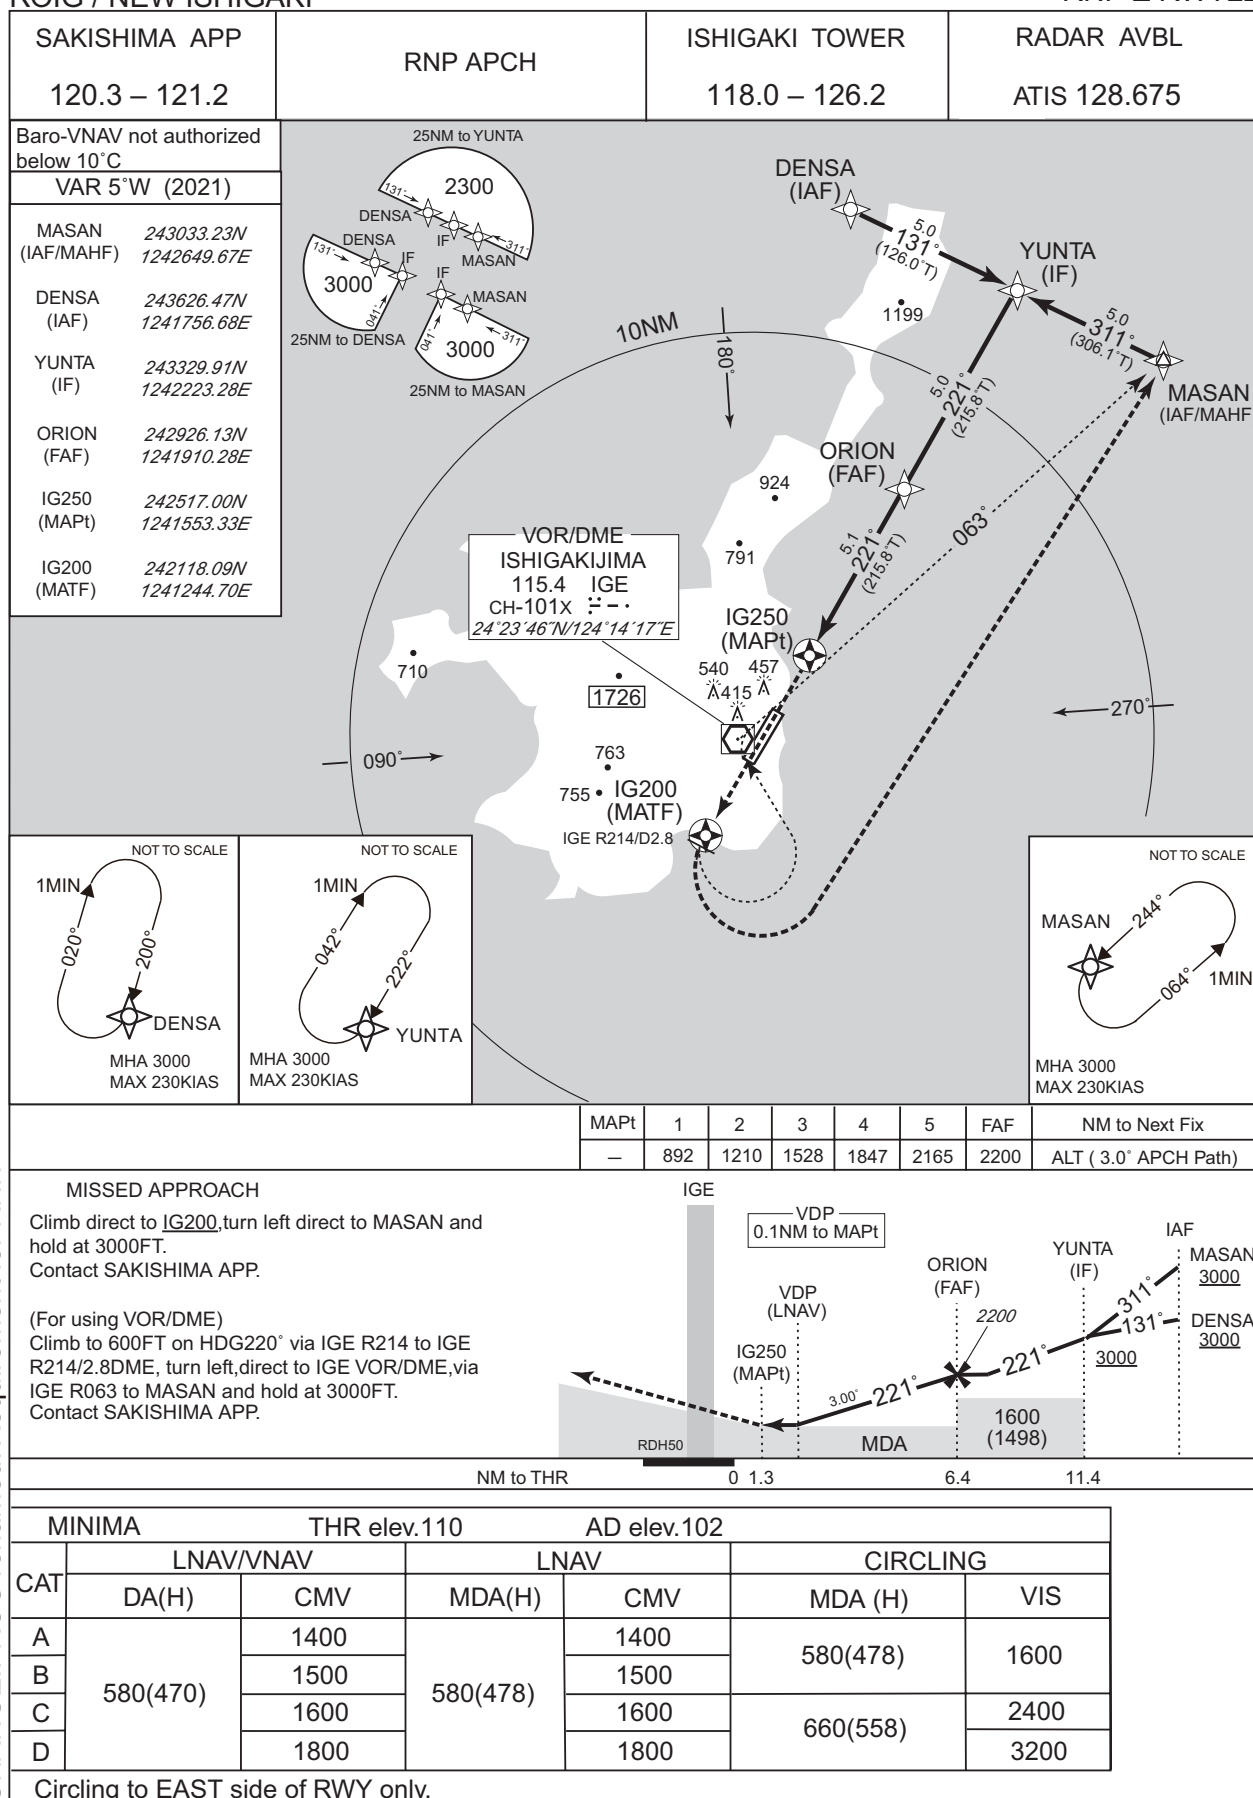 ROIG / NEW ISHIGAKI
SAKISHIMA APP
120.3 – 121.2
RNP APCH
ISHIGAKI TOWER
118.0 – 126.2
RADAR AVBL
ATIS 128.675
Baro-VNAV not authorized
below 10˚C
VAR 5˚W (2021)
MASAN
(IAF/MAHF)
243033.23N
1242649.67E
DENSA
(IAF)
243626.47N
1241756.68E
YUNTA
(IF)
243329.91N
1242223.28E
ORION
(FAF)
242926.13N
1241910.28E
IG250
(MAPt)
242517.00N
1241553.33E
IG200
(MATF)
242118.09N
1241244.70E
25NM to YUNTA
2300
131˚
DENSA
IF
MASAN
311˚
DENSA
131˚
IF
3000
041˚
25NM to DENSA
IF
MASAN
041˚
311˚
3000
25NM to MASAN
DENSA
(IAF)
5.0
131˚
(126.0˚T)
YUNTA
(IF)
5.0
311˚
(306.1˚T)
MASAN
(IAF/MAHF
1199
10NM
180˚
5.0
221˚
(215.8˚T)
ORION
(FAF)
924
791
063˚
5.1
221˚
(215.8˚T)
VOR/DME
ISHIGAKIJIMA
115.4 IGE
CH-101X
24˚23´46˝N/124˚14´17˝E
IG250
(MAPt)
710
1726
540
457
415
270˚
090˚
763
755
IG200
(MATF)
IGE R214/D2.8
NOT TO SCALE
1MIN
020˚
200˚
DENSA
MHA 3000
MAX 230KIAS
NOT TO SCALE
1MIN
042˚
222˚
YUNTA
MHA 3000
MAX 230KIAS
NOT TO SCALE
MASAN
244˚
064˚
1MIN
MHA 3000
MAX 230KIAS
MAPt 1 2 3 4 5 FAF NM to Next Fix
– 892 1210 1528 1847 2165 2200 ALT ( 3.0˚ APCH Path)
MISSED APPROACH
Climb direct to IG200,turn left direct to MASAN and
hold at 3000FT.
Contact SAKISHIMA APP.
(For using VOR/DME)
Climb to 600FT on HDG220˚ via IGE R214 to IGE
R214/2.8DME, turn left,direct to IGE VOR/DME,via
IGE R063 to MASAN and hold at 3000FT.
Contact SAKISHIMA APP.
IGE
VDP
0.1NM to MAPt
IG250
(MAPt)
VDP
(LNAV)
ORION
(FAF)
2200
YUNTA
(IF)
IAF
MASAN
3000
DENSA
3000
311˚
131˚
3000
221˚
3.00˚
221˚
RDH50
MDA
1600
(1498)
NM to THR 0 1.3 6.4 11.4
MINIMA THR elev.110 AD elev.102
CAT LNAV/VNAV LNAV CIRCLING
DA(H) CMV MDA(H) CMV MDA (H) VIS
A 580(470) 1400 580(478) 1400 580(478) 1600
B 1500 1500
C 1600 1600 660(558) 2400
D 1800 1800 3200
Circling to EAST side of RWY only.